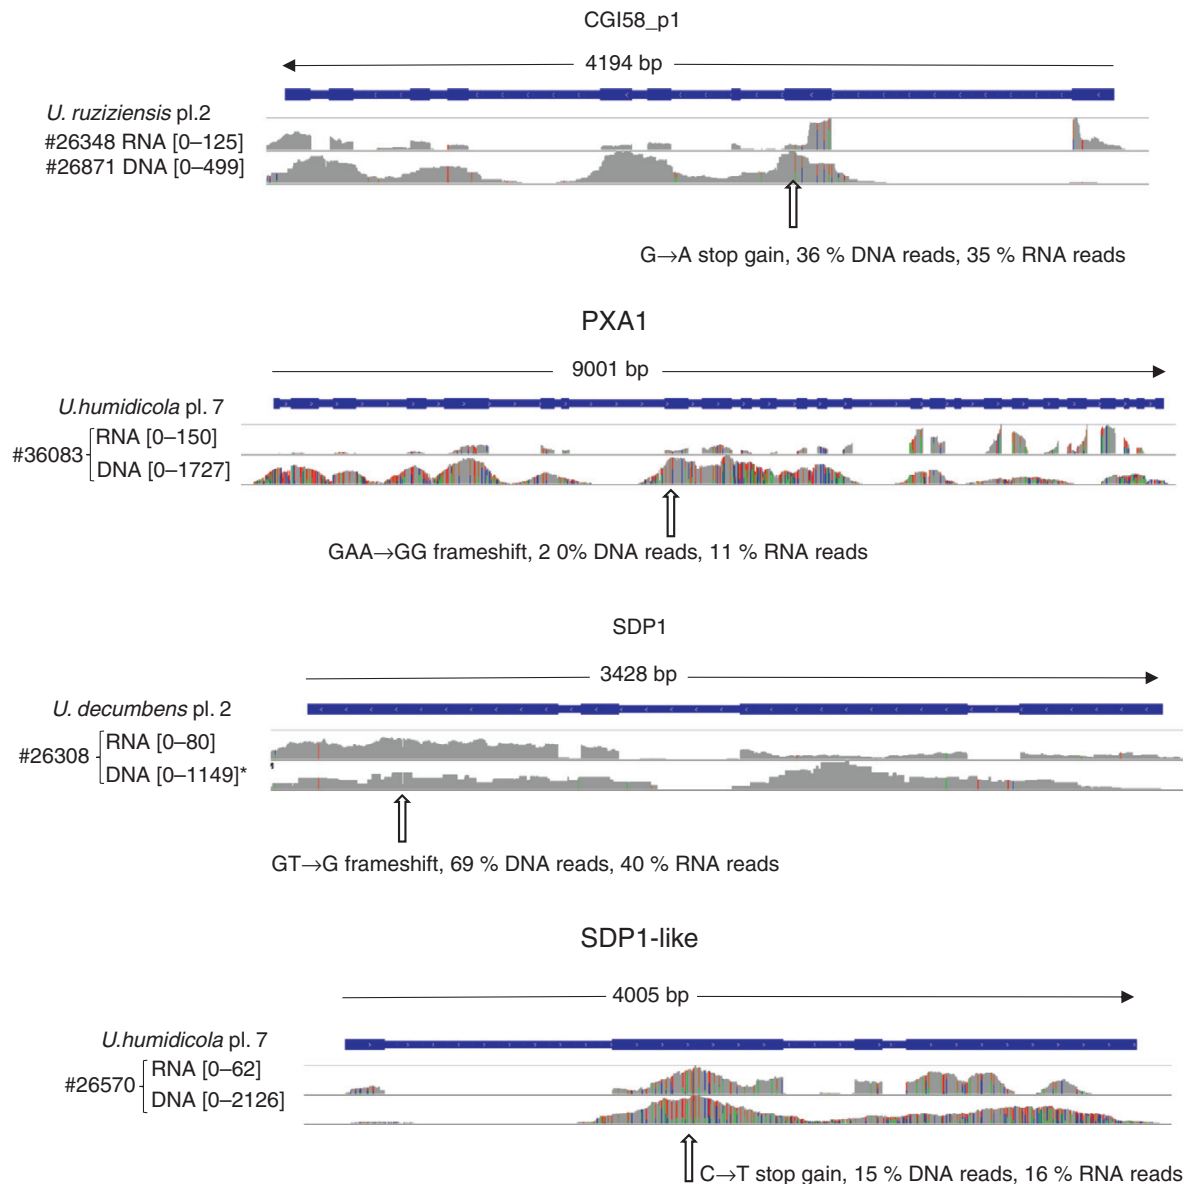 CGI58_p1
4194 bp
U. ruziziensis pl.2
#26348 RNA [0–125]
#26871 DNA [0–499]
G→A stop gain, 36 % DNA reads, 35 % RNA reads
PXA1
9001 bp
U.humidicola pl. 7
#36083
RNA [0–150]
DNA [0–1727]
GAA→GG frameshift, 2 0% DNA reads, 11 % RNA reads
SDP1
3428 bp
U. decumbens pl. 2
#26308
RNA [0–80]
DNA [0–1149]*
GT→G frameshift, 69 % DNA reads, 40 % RNA reads
SDP1-like
4005 bp
U.humidicola pl. 7
#26570
RNA [0–62]
DNA [0–2126]
C→T stop gain, 15 % DNA reads, 16 % RNA reads